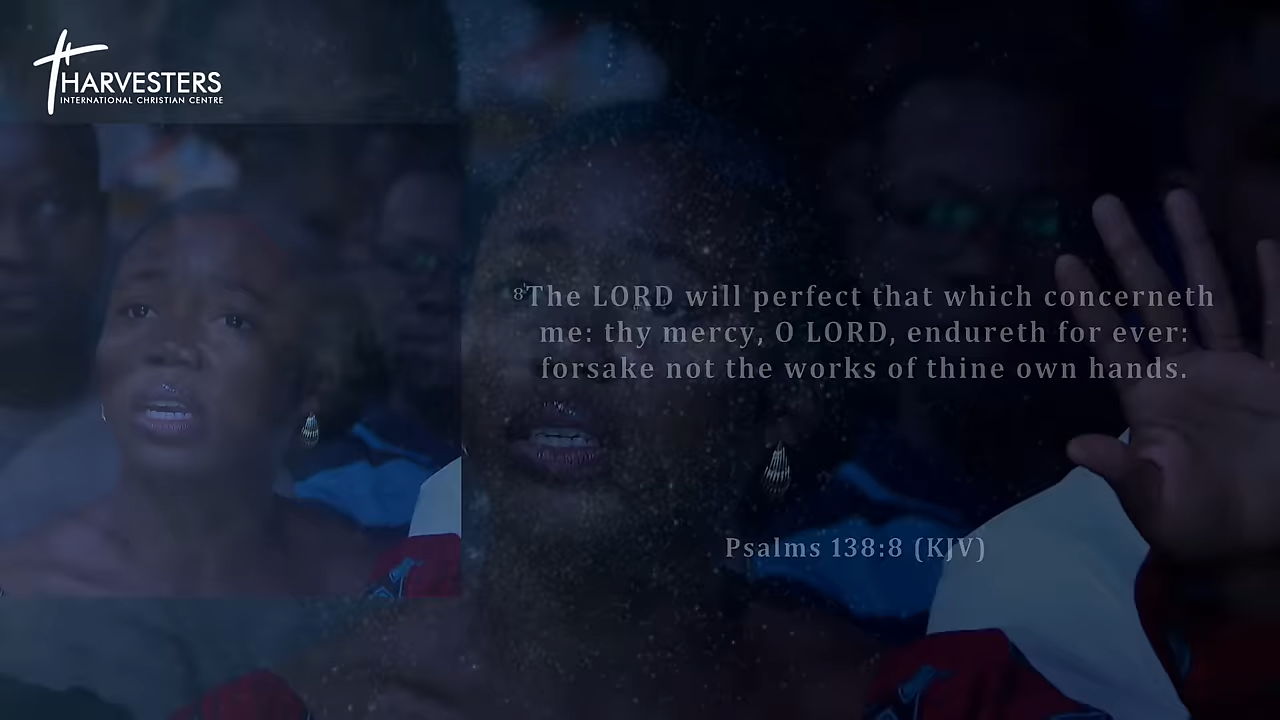 HARVESTERS
INTERNATIONAL CHRISTIAN CENTRE
8The LORD will perfect that which concerneth
me: thy mercy, O LORD, endureth for ever:
forsake not the works of thine own hands.
Psalms 138:8 (KJV)